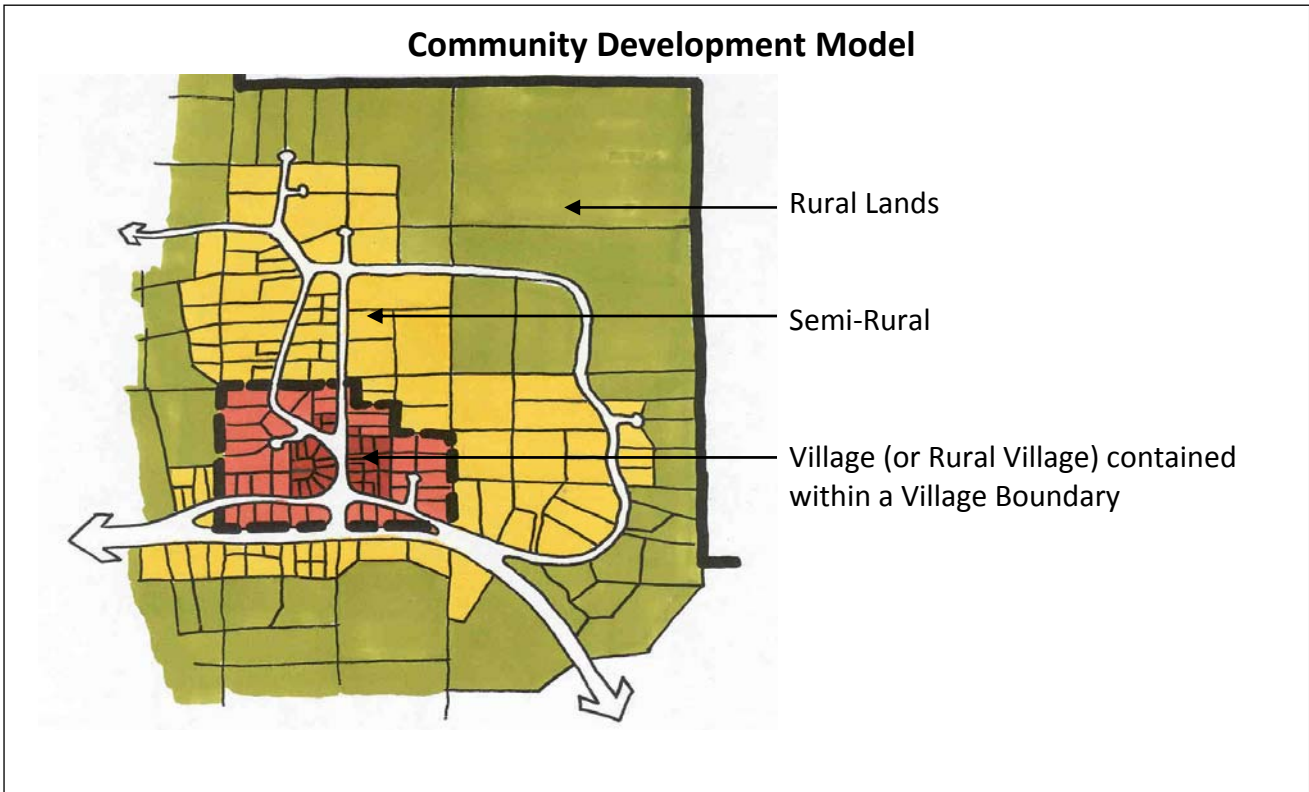 Community Development Model
Rural Lands
Semi-Rural
Village (or Rural Village) contained
within a Village Boundary